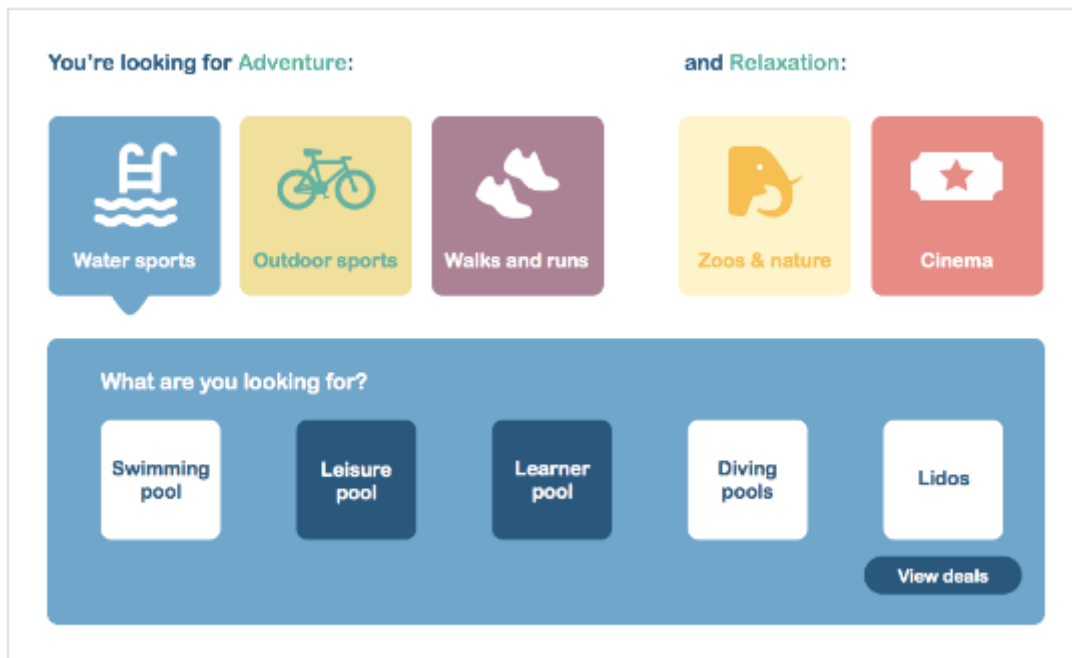 You're looking for Adventure:
and Relaxation:
Water sports
Outdoor sports
Walks and runs
Zoos & nature
Cinema
What are you looking for?
Swimming
pool
Leisure
pool
Learner
pool
Diving
pools
Lidos
View deals